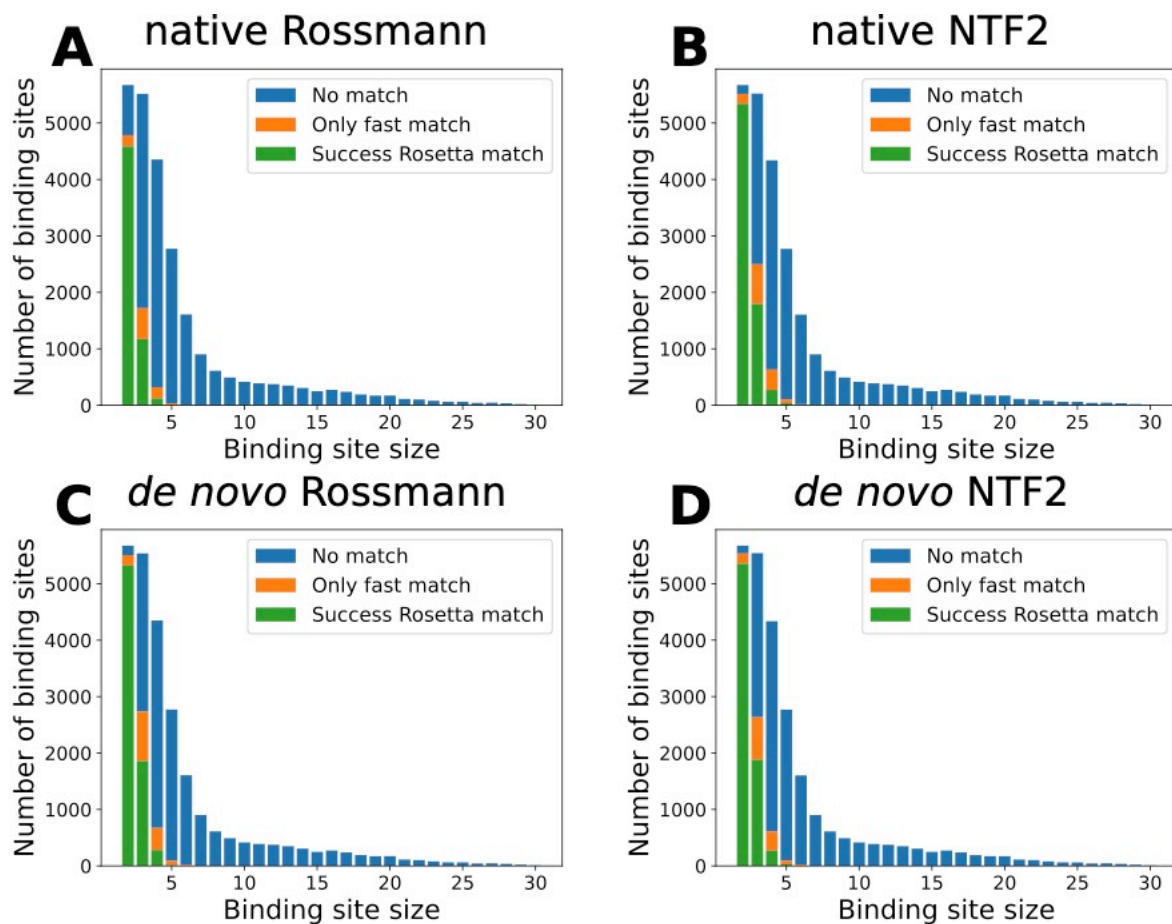 A native Rossmann
Number of binding sites
5000
4000
3000
2000
1000
0
No match
Only fast match
Success Rosetta match
5 10 15 20 25 30
Binding site size
B native NTF2
Number of binding sites
5000
4000
3000
2000
1000
0
No match
Only fast match
Success Rosetta match
5 10 15 20 25 30
Binding site size
C de novo Rossmann
Number of binding sites
5000
4000
3000
2000
1000
0
No match
Only fast match
Success Rosetta match
5 10 15 20 25 30
Binding site size
D de novo NTF2
Number of binding sites
5000
4000
3000
2000
1000
0
No match
Only fast match
Success Rosetta match
5 10 15 20 25 30
Binding site size